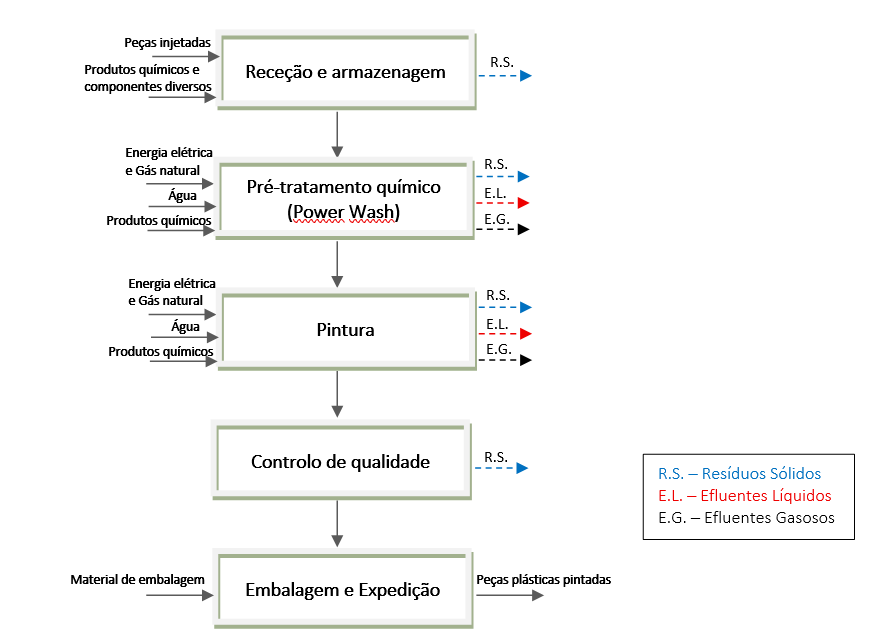 Peças injetadas
Produtos químicos e
componentes diversos
Receção e armazenagem
R.S.
Energia elétrica
e Gás natural
Água
Produtos químicos
Pré-tratamento químico
(Power Wash)
R.S.
E.L.
E.G.
Energia elétrica
e Gás natural
Água
Produtos químicos
Pintura
R.S.
E.L.
E.G.
Controlo de qualidade
R.S.
R.S. – Resíduos Sólidos
E.L. – Efluentes Líquidos
E.G. – Efluentes Gasosos
Material de embalagem
Embalagem e Expedição
Peças plásticas pintadas